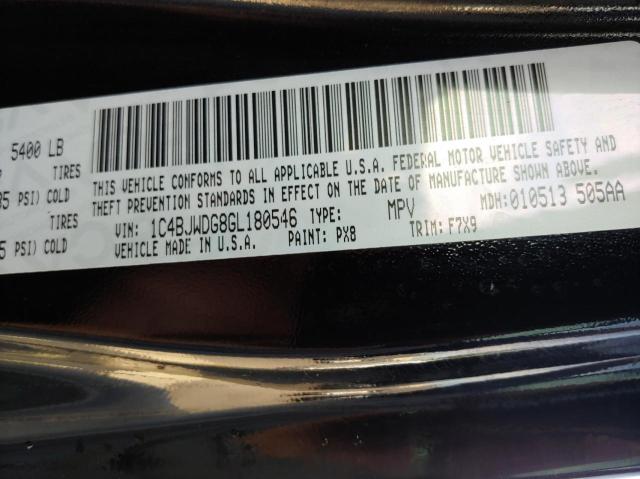 5400 LB
TIRES
PSI) COLD
TIRES
5 PSI) COLD
THIS VEHICLE CONFORMS TO ALL APPLICABLE U.S.A. FEDERAL MOTOR VEHICLE SAFETY AND
THEFT PREVENTION STANDARDS IN EFFECT ON THE DATE OF MANUFACTURE SHOWN ABOVE.
VIN: 1C4BJWDG8GL180546 TYPE: MPV MDH:010513 505AA
VEHICLE MADE IN U.S.A. PAINT: PX8 TRIM: F7X9